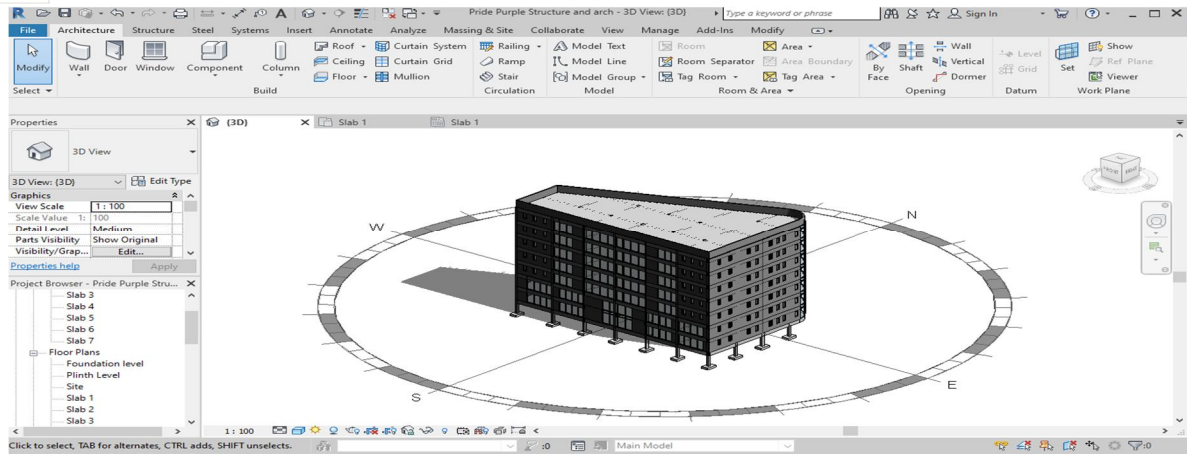 Pride Purple Structure and arch - 3D View: {3D}
Type a keyword or phrase
Sign In
File Architecture Structure Steel Systems Insert Annotate Analyze Massing & Site Collaborate View Manage Add-Ins Modify
Modify Wall Door Window Component Column
Roof Curtain System Railing Model Text Room Area Wall Level Show
Ceiling Curtain Grid Ramp Model Line Room Separator Area Boundary Vertical Grid Ref Plane
Floor Mullion Stair Model Group Tag Room Tag Area Dormer Viewer
By Face Shaft Set
Select Build Circulation Model Room & Area Opening Datum Work Plane
Properties
{3D} Slab 1 Slab 1
3D View
3D View: {3D} Edit Type
Graphics
View Scale 1 : 100
Scale Value 1: 100
Detail Level Medium
Parts Visibility Show Original
Visibility/Grap... Edit...
Properties help Apply
Project Browser - Pride Purple Stru...
Slab 3
Slab 4
Slab 5
Slab 6
Slab 7
Floor Plans
Foundation level
Plinth Level
Site
Slab 1
Slab 2
Slab 3
W
N
S
E
1 : 100
Click to select, TAB for alternates, CTRL adds, SHIFT unselects. :0 Main Model :0